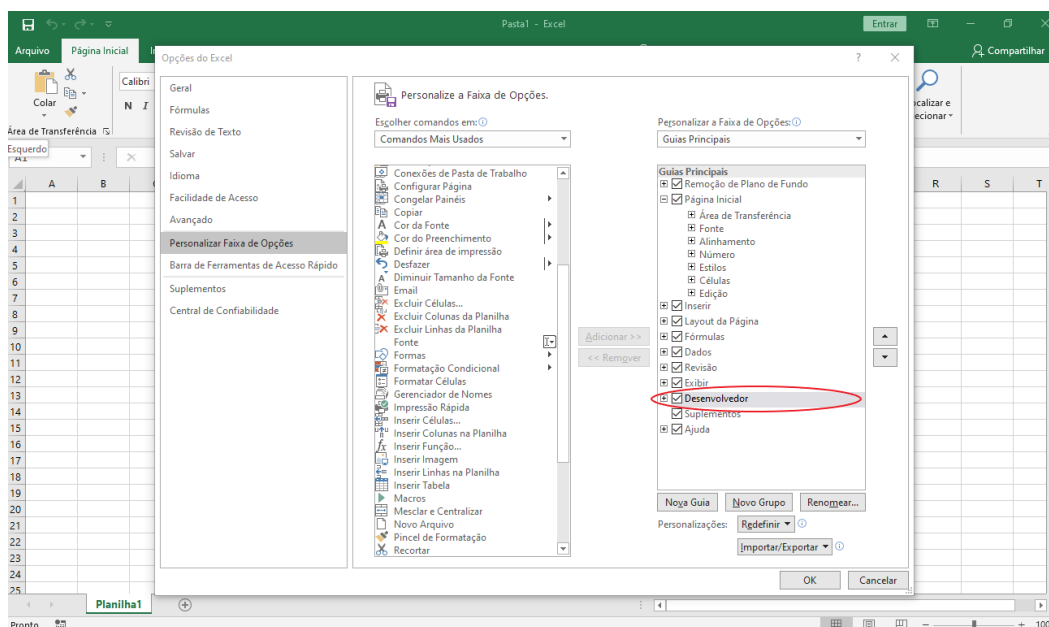 Pasta1 - Excel
Entrar
Arquivo
Página Inicial
Compartilhar
Colar
Calibri
N I
Área de Transferência
Esquerdo
A1
Opções do Excel
Geral
Fórmulas
Revisão de Texto
Salvar
Idioma
Facilidade de Acesso
Avançado
Personalizar Faixa de Opções
Barra de Ferramentas de Acesso Rápido
Suplementos
Central de Confiabilidade
Personalize a Faixa de Opções.
Escolher comandos em:
Comandos Mais Usados
Conexões de Pasta de Trabalho
Configurar Página
Congelar Painéis
Copiar
Cor da Fonte
Cor do Preenchimento
Definir área de impressão
Desfazer
Diminuir Tamanho da Fonte
Email
Excluir Células...
Excluir Colunas da Planilha
Excluir Linhas da Planilha
Fonte
Formas
Formatação Condicional
Formatar Células
Gerenciador de Nomes
Impressão Rápida
Inserir Células...
Inserir Colunas na Planilha
Inserir Função...
Inserir Imagem
Inserir Linhas na Planilha
Inserir Tabela
Macros
Mesclar e Centralizar
Novo Arquivo
Pincel de Formatação
Recortar
Adicionar >>
<< Remover
Personalizar a Faixa de Opções:
Guias Principais
Guias Principais
Remoção de Plano de Fundo
Página Inicial
Área de Transferência
Fonte
Alinhamento
Número
Estilos
Células
Edição
Inserir
Layout da Página
Fórmulas
Dados
Revisão
Exibir
Desenvolvedor
Suplementos
Ajuda
Nova Guia
Novo Grupo
Renomear...
Personalizações:
Redefinir
Importar/Exportar
OK
Cancelar
A B
R S T
1
2
3
4
5
6
7
8
9
10
11
12
13
14
15
16
17
18
19
20
21
22
23
24
25
Planilha1
Pronto
100